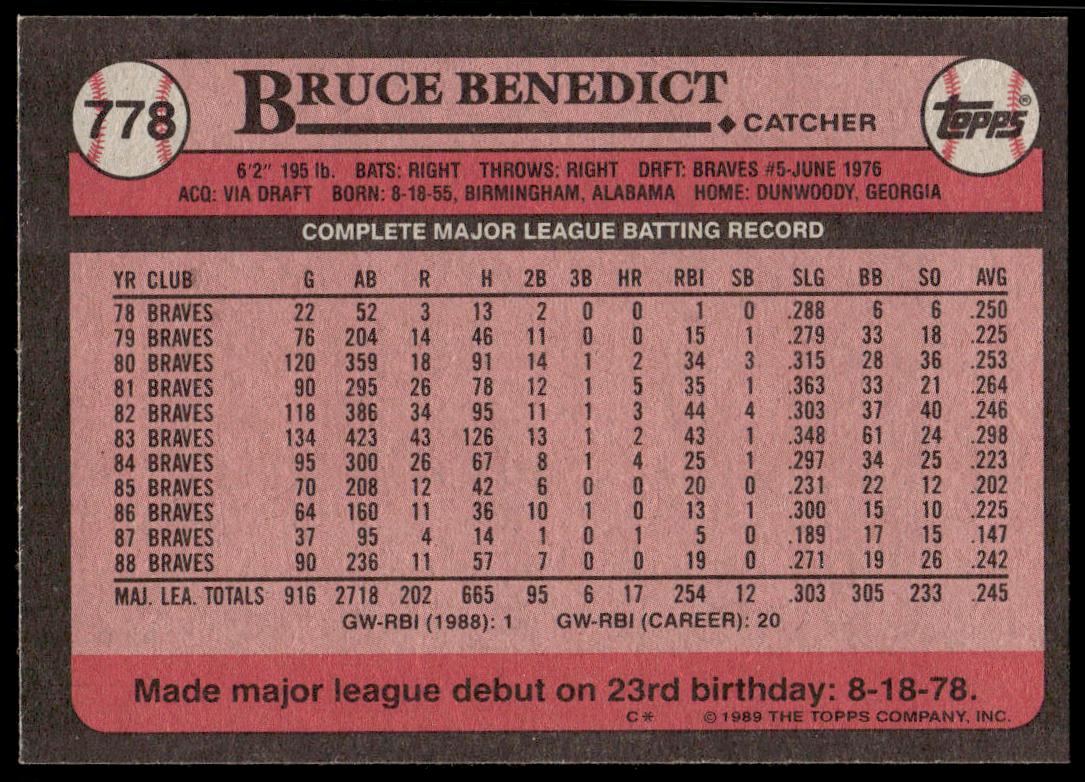 778
BRUCE BENEDICT
◆ CATCHER
Topps®
6'2" 195 lb. BATS: RIGHT THROWS: RIGHT DRFT: BRAVES #5-JUNE 1976
ACQ: VIA DRAFT BORN: 8-18-55, BIRMINGHAM, ALABAMA HOME: DUNWOODY, GEORGIA
COMPLETE MAJOR LEAGUE BATTING RECORD
YR CLUB G AB R H 2B 3B HR RBI SB SLG BB SO AVG
78 BRAVES 22 52 3 13 2 0 0 1 0 .288 6 6 .250
79 BRAVES 76 204 14 46 11 0 0 15 1 .279 33 18 .225
80 BRAVES 120 359 18 91 14 1 2 34 3 .315 28 36 .253
81 BRAVES 90 295 26 78 12 1 5 35 1 .363 33 21 .264
82 BRAVES 118 386 34 95 11 1 3 44 4 .303 37 40 .246
83 BRAVES 134 423 43 126 13 1 2 43 1 .348 61 24 .298
84 BRAVES 95 300 26 67 8 1 4 25 1 .297 34 25 .223
85 BRAVES 70 208 12 42 6 0 0 20 0 .231 22 12 .202
86 BRAVES 64 160 11 36 10 1 0 13 1 .300 15 10 .225
87 BRAVES 37 95 4 14 1 0 1 5 0 .189 17 15 .147
88 BRAVES 90 236 11 57 7 0 0 19 0 .271 19 26 .242
MAJ. LEA. TOTALS 916 2718 202 665 95 6 17 254 12 .303 305 233 .245
GW-RBI (1988): 1 GW-RBI (CAREER): 20
Made major league debut on 23rd birthday: 8-18-78.
C* © 1989 THE TOPPS COMPANY, INC.